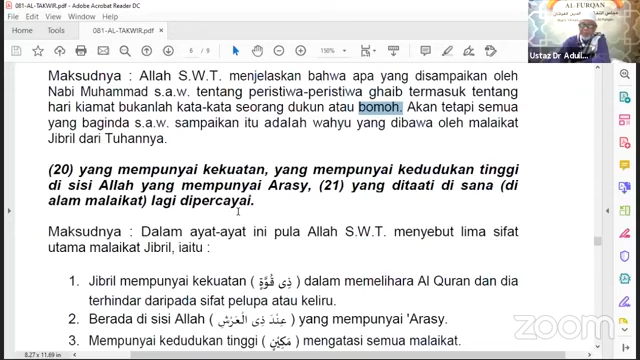 081-AL-TAKWIR.pdf - Adobe Acrobat Reader DC
File Edit View Window Help
Home Tools 081-AL-TAKWIR.pdf ×
6 / 9 150%
Maksudnya : Allah S.W.T. menjelaskan bahwa apa yang disampaikan oleh
Nabi Muhammad s.a.w. tentang peristiwa-peristiwa ghaib termasuk tentang
hari kiamat bukanlah kata-kata seorang dukun atau bomoh. Akan tetapi semua
yang baginda s.a.w. sampaikan itu adalah wahyu yang dibawa oleh malaikat
Jibril dari Tuhannya.
(20) yang mempunyai kekuatan, yang mempunyai kedudukan tinggi
di sisi Allah yang mempunyai Arasy, (21) yang ditaati di sana (di
alam malaikat) lagi dipercayai.
Maksudnya : Dalam ayat-ayat ini pula Allah S.W.T. menyebut lima sifat
utama malaikat Jibril, iaitu :
1. Jibril mempunyai kekuatan ( ذِي قُوَّةٍ ) dalam memelihara Al Quran dan dia
terhindar daripada sifat pelupa atau keliru.
2. Berada di sisi Allah ( عِنْدَ ذِي الْعَرْشِ ) yang mempunyai 'Arasy.
3. Mempunyai kedudukan tinggi ( مَكِيْنٍ ) mengatasi semua malaikat.
8.27 x 11.69 in
AL-FURQAN
Ustaz Dr Adull...
zoom